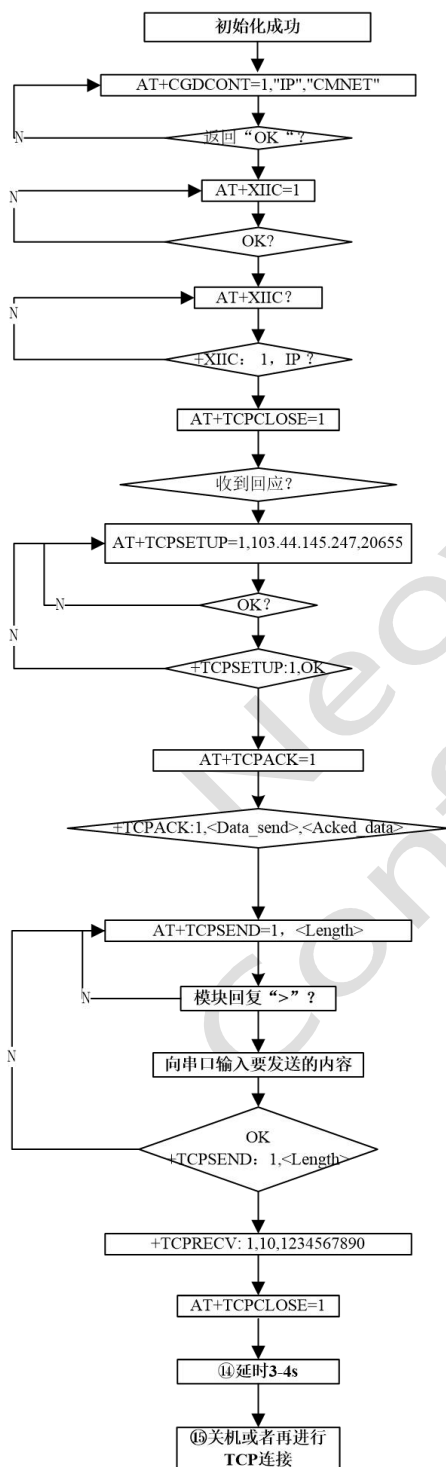 初始化成功
AT+CGDCONT=1,"IP","CMNET"
N
返回“OK“?
AT+XIIC=1
N
OK?
AT+XIIC?
N
+XIIC: 1, IP ?
AT+TCPCLOSE=1
收到回应?
AT+TCPSETUP=1,103.44.145.247,20655
N
OK?
N
+TCPSETUP:1,OK
AT+TCPACK=1
+TCPACK:1,<Data_send>,<Acked_data>
AT+TCPSEND=1, <Length>
N
模块回复“>”?
N
向串口输入要发送的内容
OK
+TCPSEND: 1,<Length>
+TCPRECV: 1,10,1234567890
AT+TCPCLOSE=1
⑭延时3-4s
⑮关机或者再进行
TCP连接
Neo
Conf